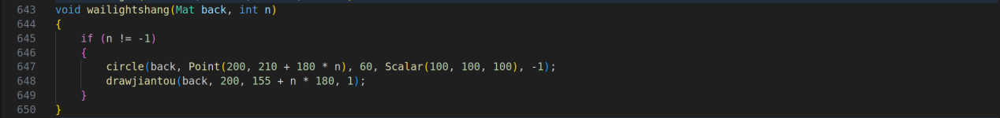 643 void wailightshang(Mat back, int n)
644 {
645     if (n != -1)
646     {
647         circle(back, Point(200, 210 + 180 * n), 60, Scalar(100, 100, 100), -1);
648         drawjiantou(back, 200, 155 + n * 180, 1);
649     }
650 }